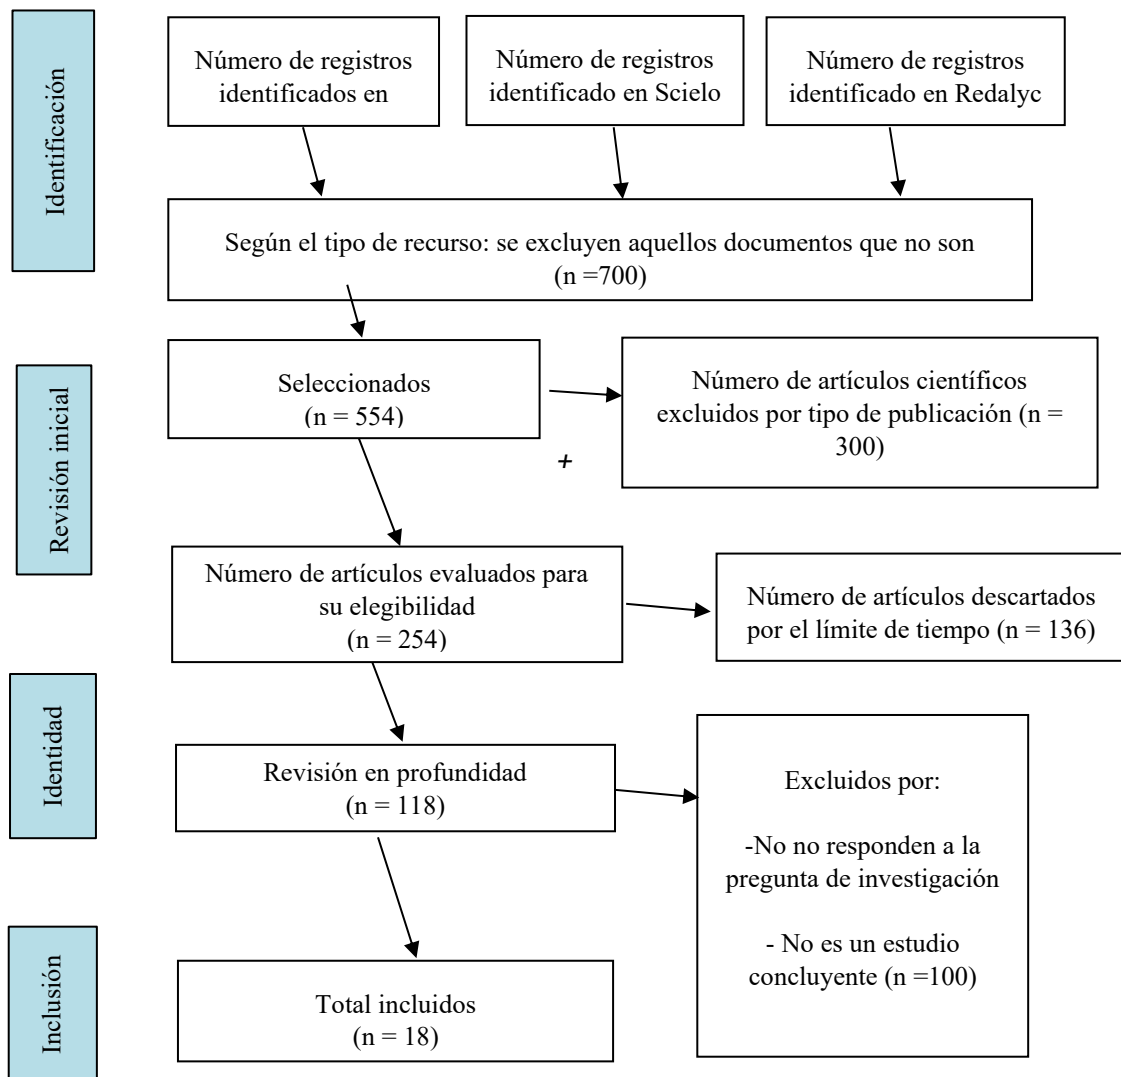 Identificación
Número de registros
identificados en
Número de registros
identificado en Scielo
Número de registros
identificado en Redalyc
Según el tipo de recurso: se excluyen aquellos documentos que no son
(n =700)
Revisión inicial
Seleccionados
(n = 554)
Número de artículos científicos
excluidos por tipo de publicación (n =
300)
+
Número de artículos evaluados para
su elegibilidad
(n = 254)
Número de artículos descartados
por el límite de tiempo (n = 136)
Identidad
Revisión en profundidad
(n = 118)
Excluidos por:
-No no responden a la
pregunta de investigación
- No es un estudio
concluyente (n =100)
Inclusión
Total incluidos
(n = 18)